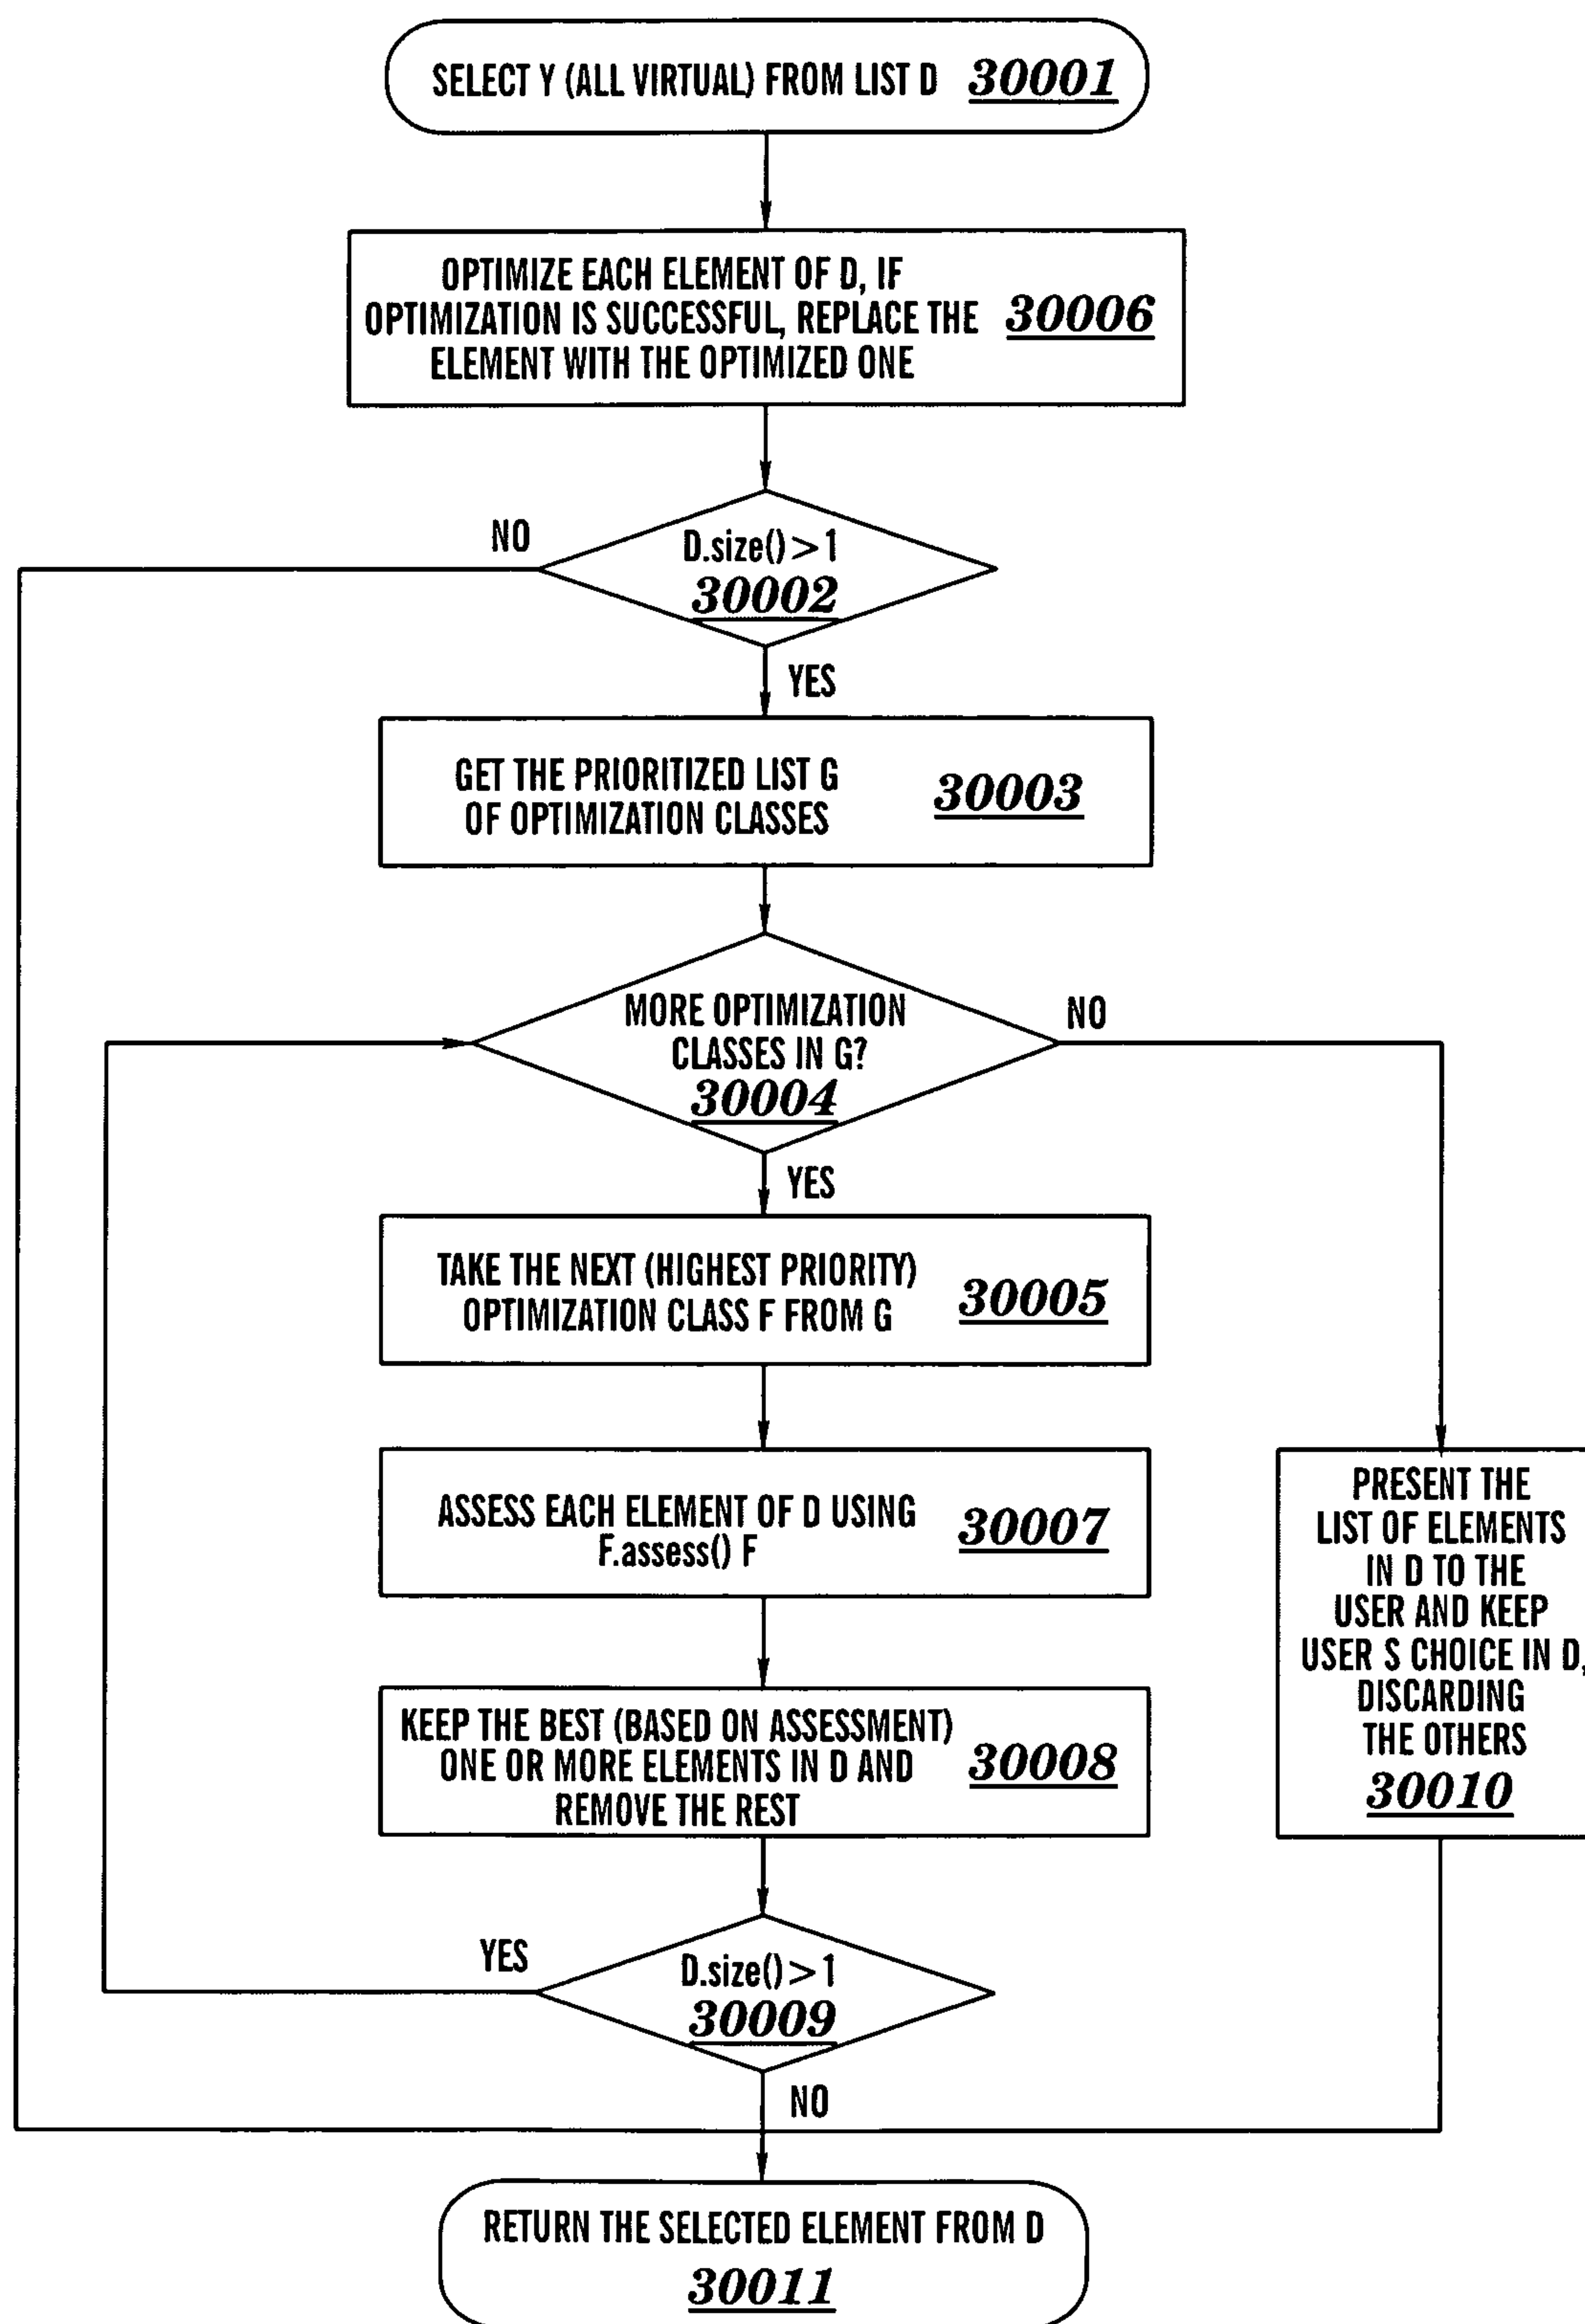 SELECT Y (ALL VIRTUAL) FROM LIST D 30001
OPTIMIZE EACH ELEMENT OF D, IF
OPTIMIZATION IS SUCCESSFUL, REPLACE THE
ELEMENT WITH THE OPTIMIZED ONE
30006
NO
D.size()>1
30002
YES
GET THE PRIORITIZED LIST G
OF OPTIMIZATION CLASSES
30003
MORE OPTIMIZATION
CLASSES IN G?
30004
NO
YES
TAKE THE NEXT (HIGHEST PRIORITY)
OPTIMIZATION CLASS F FROM G
30005
ASSESS EACH ELEMENT OF D USING
F.assess() F
30007
KEEP THE BEST (BASED ON ASSESSMENT)
ONE OR MORE ELEMENTS IN D AND
REMOVE THE REST
30008
PRESENT THE
LIST OF ELEMENTS
IN D TO THE
USER AND KEEP
USER S CHOICE IN D,
DISCARDING
THE OTHERS
30010
YES
D.size()>1
30009
NO
RETURN THE SELECTED ELEMENT FROM D
30011